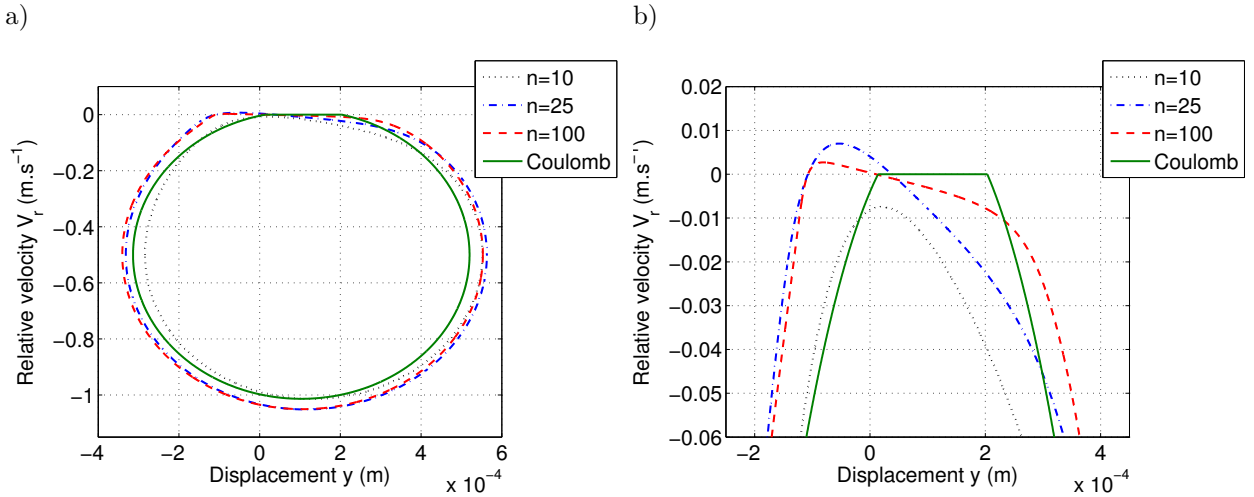 a)
n=10
n=25
n=100
Coulomb
0
−0.2
−0.4
−0.6
−0.8
−1
Relative velocity V_r (m.s⁻¹)
−4
−2
0
2
4
6
x 10⁻⁴
Displacement y (m)
b)
n=10
n=25
n=100
Coulomb
0.02
0.01
0
−0.01
−0.02
−0.03
−0.04
−0.05
−0.06
Relative velocity V_r (m.s⁻¹)
−2
0
2
4
x 10⁻⁴
Displacement y (m)